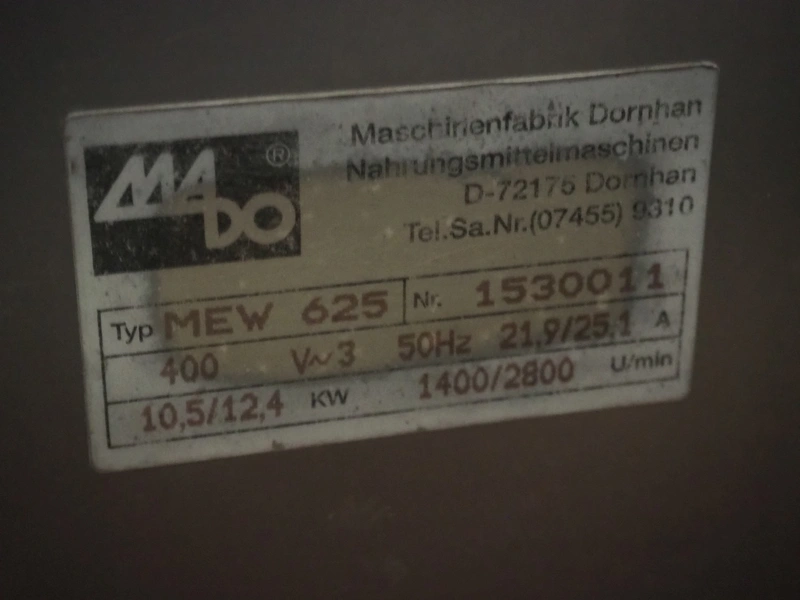 MADO ®
Maschinenfabrik Dornhan
Nahrungsmittelmaschinen
D-72175 Dornhan
Tel.Sa.Nr.(07455) 9310
Typ MEW 625 Nr. 1530011
400 V~3 50Hz 21,9/25,1 A
10,5/12,4 KW 1400/2800 U/min